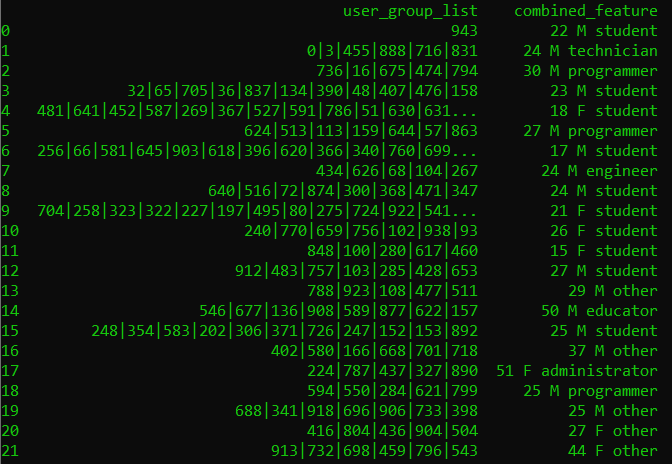 user_group_list combined_feature
0 943 22 M student
1 0|3|455|888|716|831 24 M technician
2 736|16|675|474|794 30 M programmer
3 32|65|705|36|837|134|390|48|407|476|158 23 M student
4 481|641|452|587|269|367|527|591|786|51|630|631... 18 F student
5 624|513|113|159|644|57|863 27 M programmer
6 256|66|581|645|903|618|396|620|366|340|760|699... 17 M student
7 434|626|68|104|267 24 M engineer
8 640|516|72|874|300|368|471|347 24 M student
9 704|258|323|322|227|197|495|80|275|724|922|541... 21 F student
10 240|770|659|756|102|938|93 26 F student
11 848|100|280|617|460 15 F student
12 912|483|757|103|285|428|653 27 M student
13 788|923|108|477|511 29 M other
14 546|677|136|908|589|877|622|157 50 M educator
15 248|354|583|202|306|371|726|247|152|153|892 25 M student
16 402|580|166|668|701|718 37 M other
17 224|787|437|327|890 51 F administrator
18 594|550|284|621|799 25 M programmer
19 688|341|918|696|906|733|398 25 M other
20 416|804|436|904|504 27 F other
21 913|732|698|459|796|543 44 F other